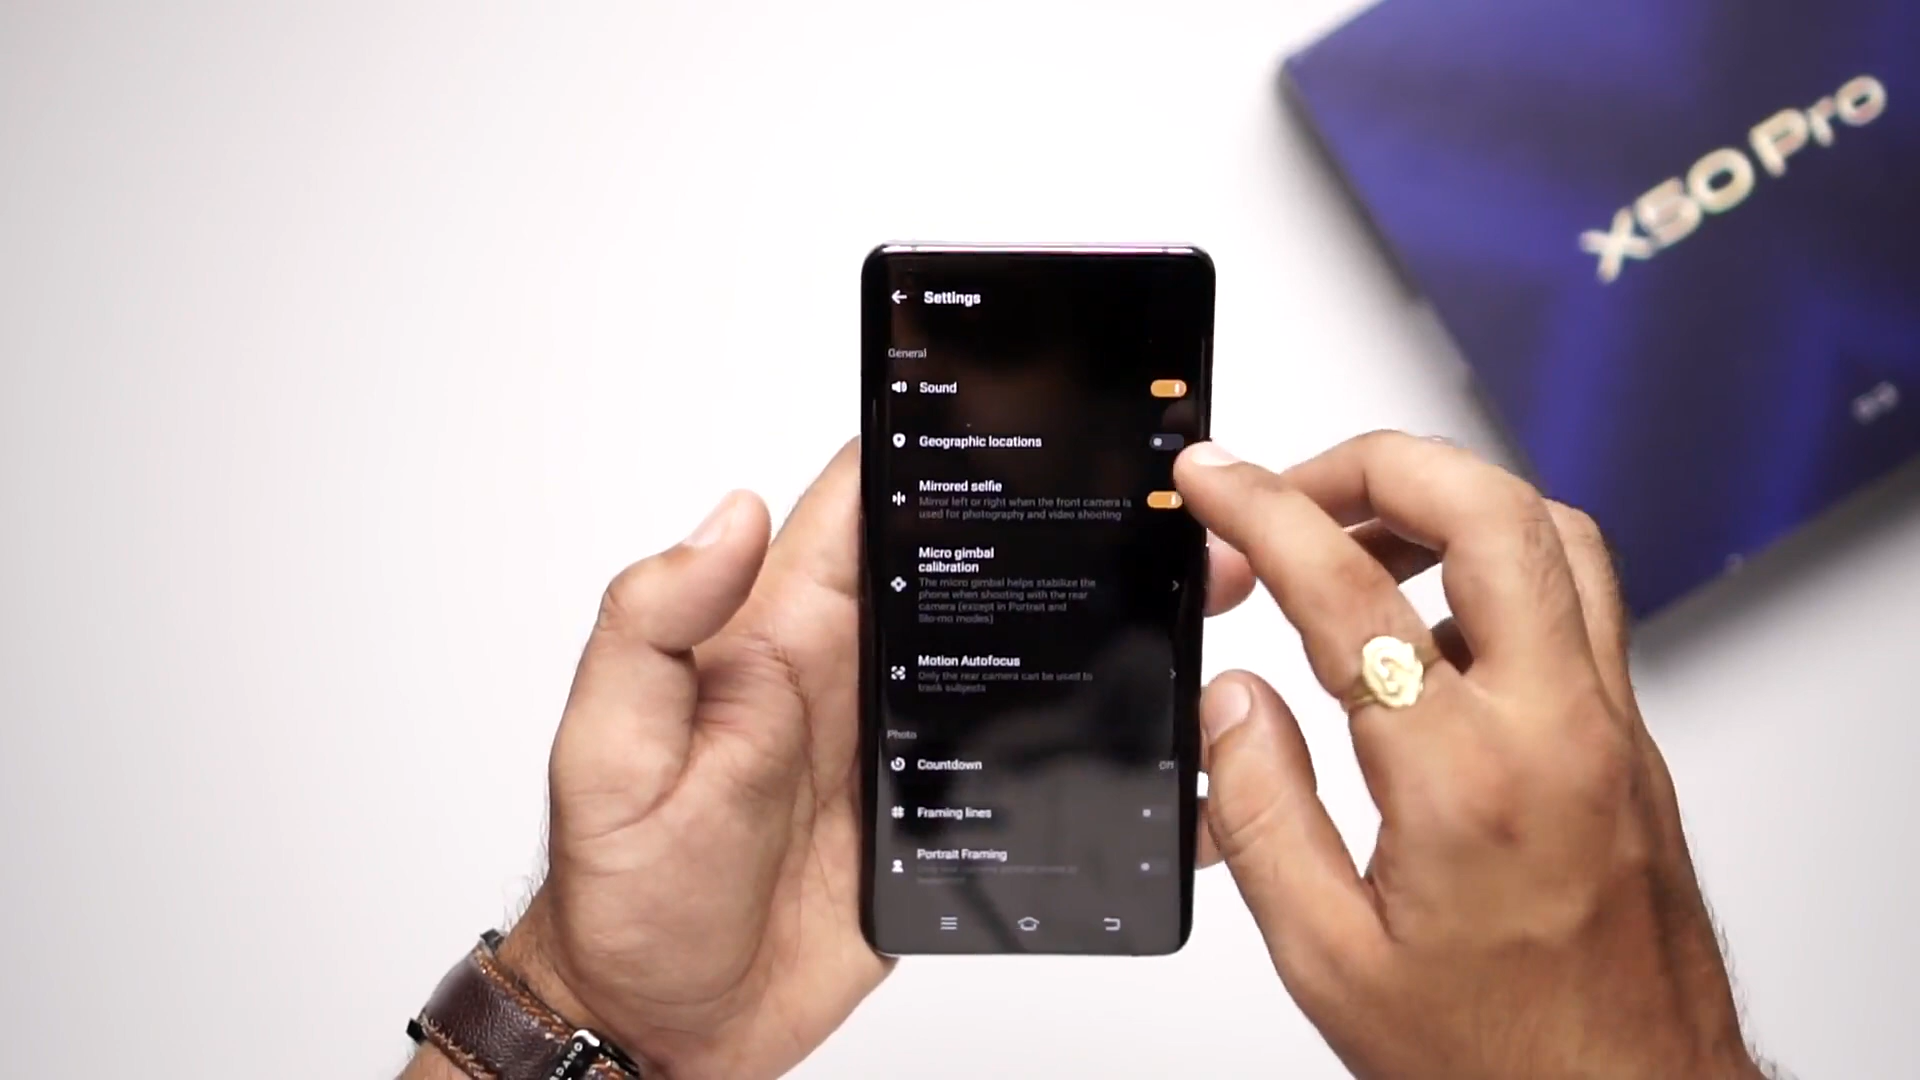 X50 Pro
Settings
General
Sound
Geographic locations
Mirrored selfie
Mirror left or right when the front camera is
used for photography and video shooting
Micro gimbal
calibration
The micro gimbal helps stabilize the
phone when shooting with the rear
camera (except in Portrait and
Slo-mo modes)
Motion Autofocus
Only the rear camera can be used to
track subjects
Photo
Countdown
Off
Framing lines
Portrait Framing